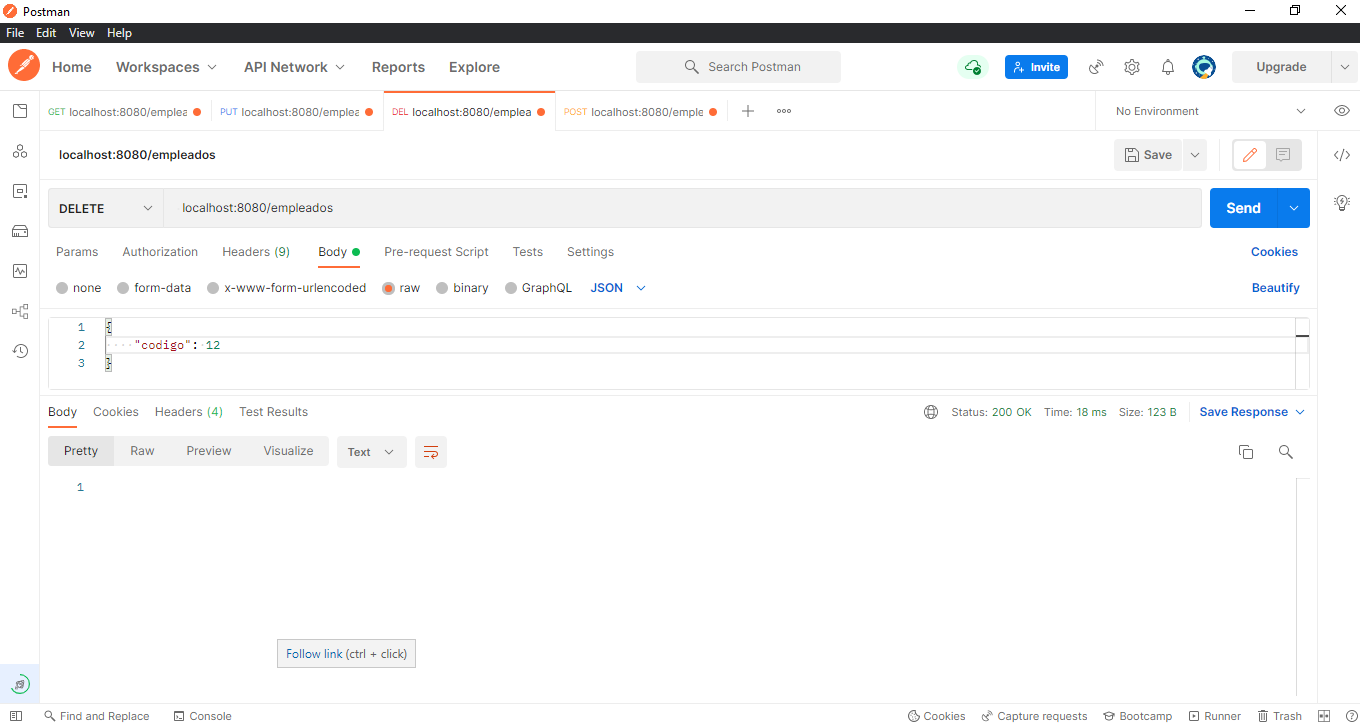 Postman
File Edit View Help
Home Workspaces API Network Reports Explore Search Postman Invite Upgrade
GET localhost:8080/emplea PUT localhost:8080/emplea DEL localhost:8080/emplea POST localhost:8080/emple No Environment
localhost:8080/empleados Save
DELETE localhost:8080/empleados Send
Params Authorization Headers (9) Body Pre-request Script Tests Settings Cookies
none form-data x-www-form-urlencoded raw binary GraphQL JSON Beautify
1 {
2 "codigo": 12
3 }
Body Cookies Headers (4) Test Results Status: 200 OK Time: 18 ms Size: 123 B Save Response
Pretty Raw Preview Visualize Text
1
Follow link (ctrl + click)
Find and Replace Console Cookies Capture requests Bootcamp Runner Trash